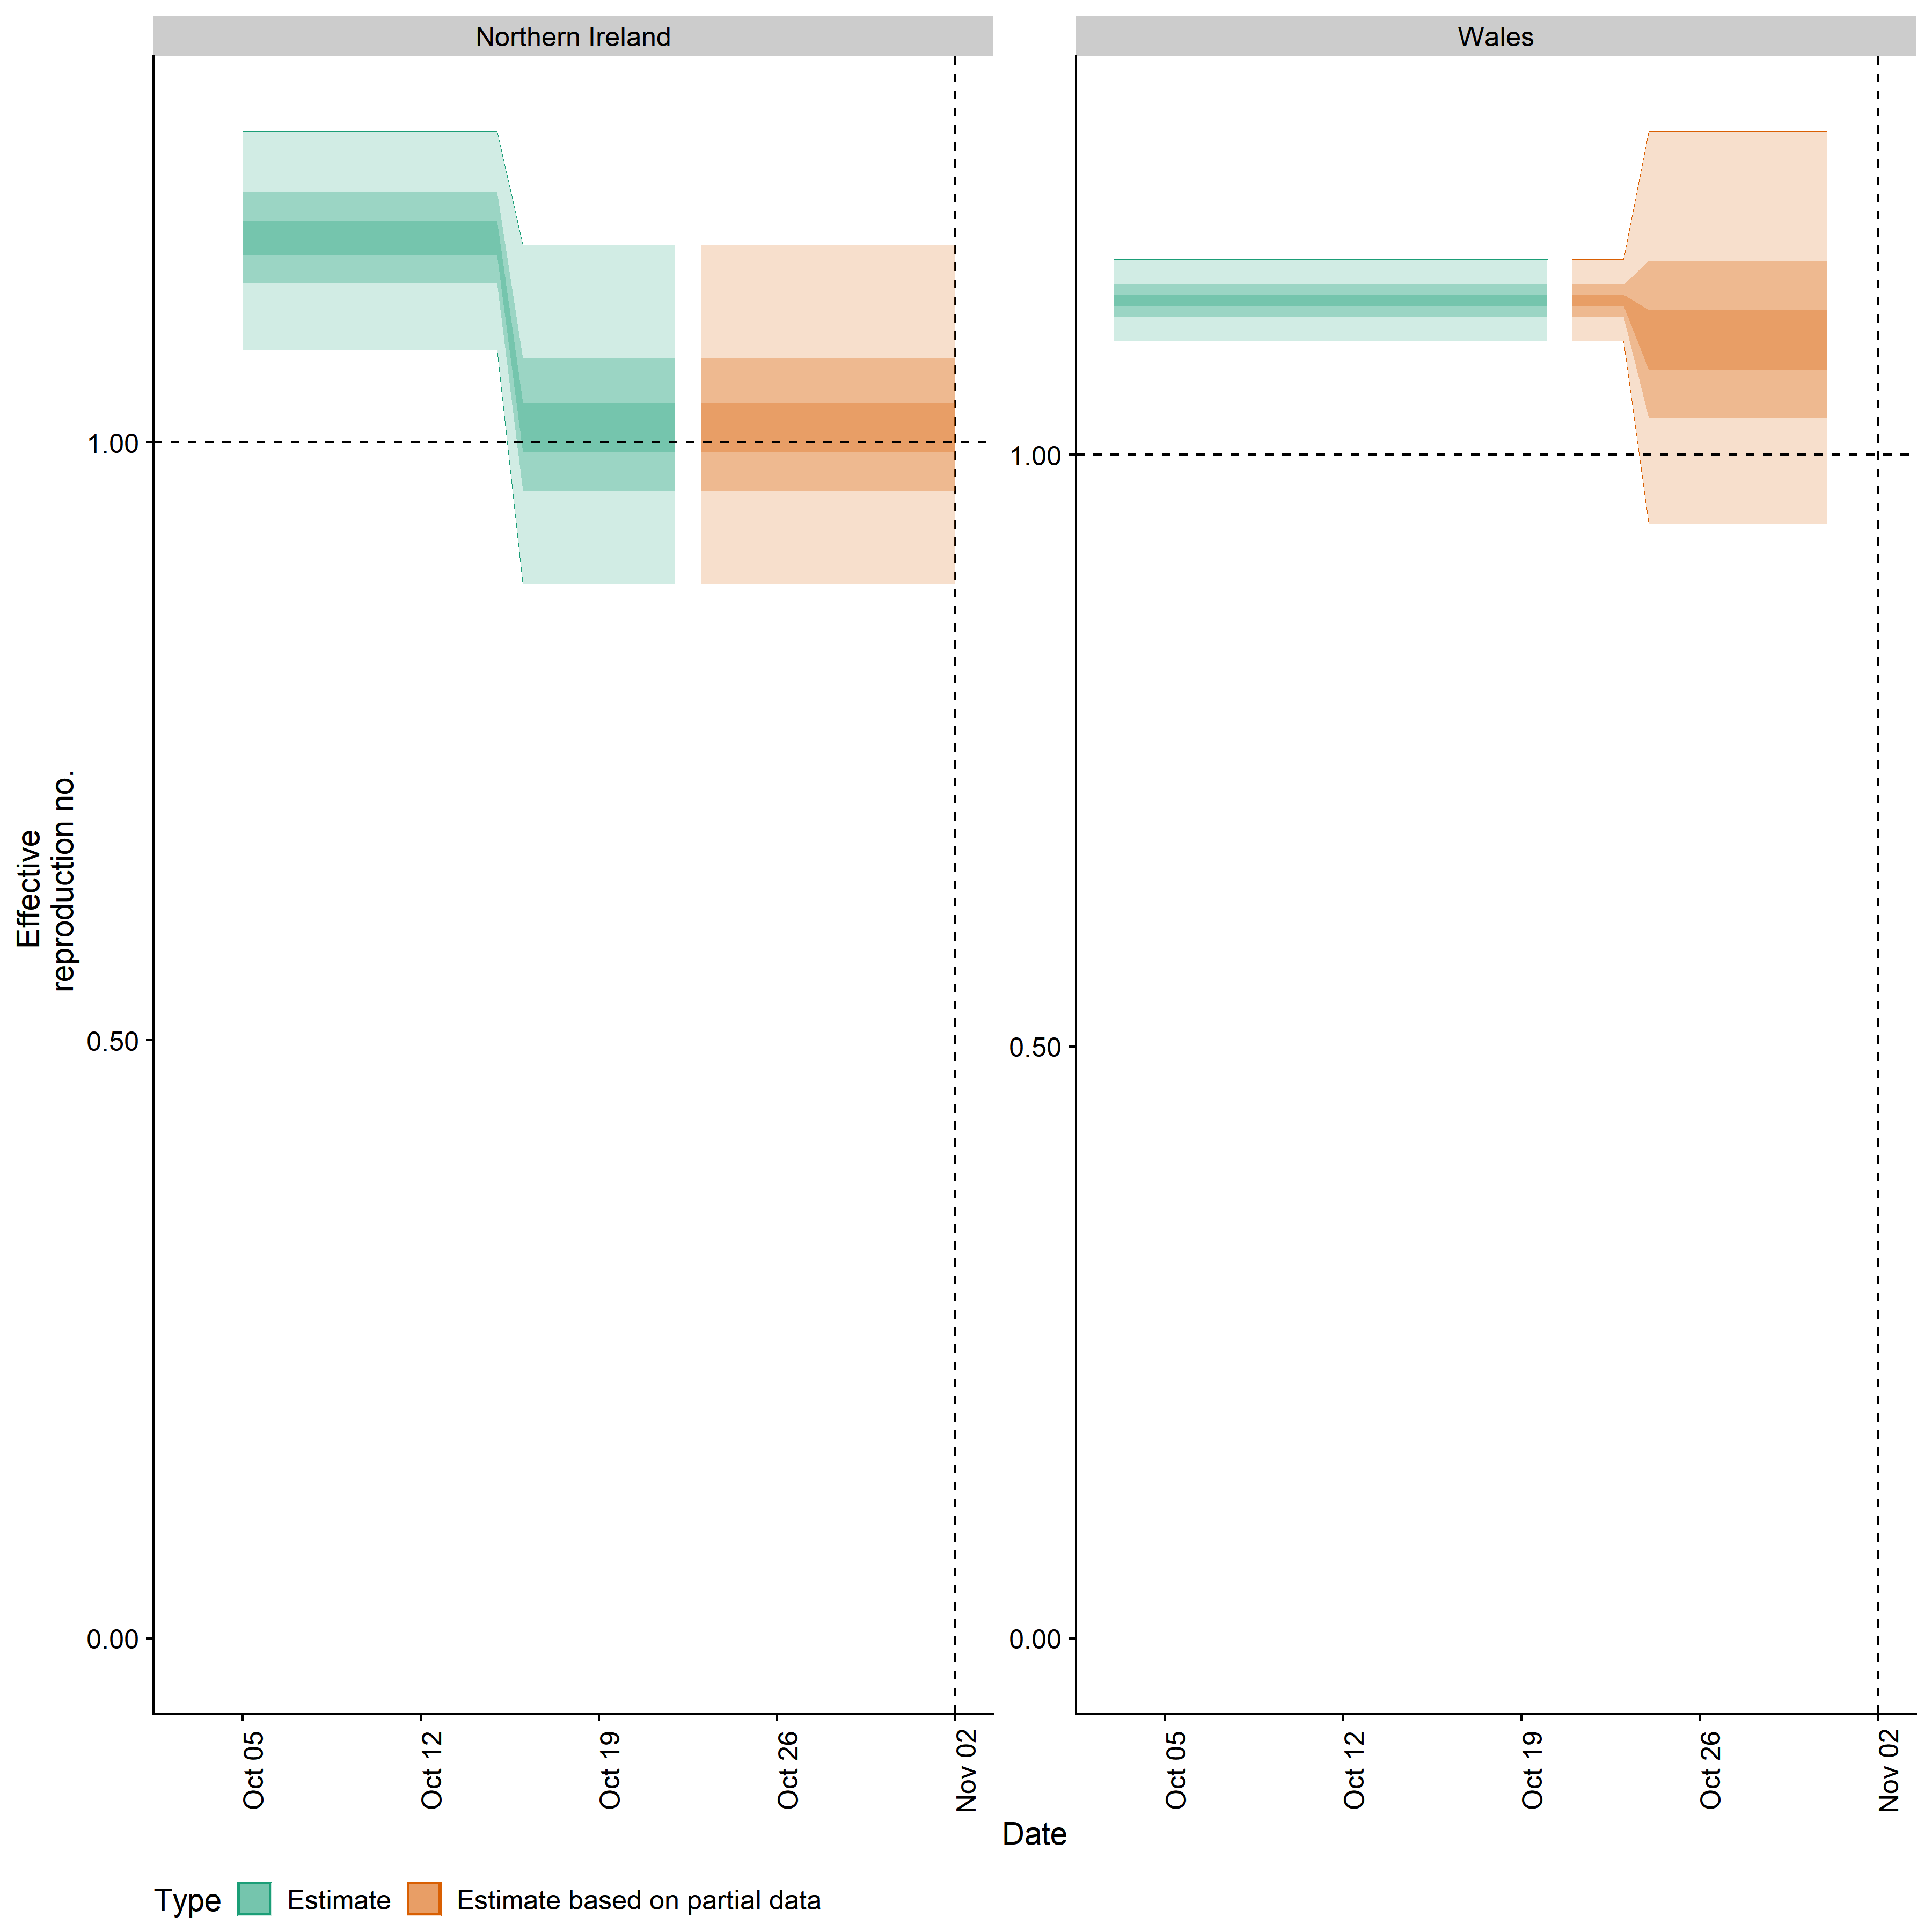 Northern Ireland
Wales
Effective
reproduction no.
1.00
0.50
0.00
1.00
0.50
0.00
Oct 05
Oct 12
Oct 19
Oct 26
Nov 02
Oct 05
Oct 12
Oct 19
Oct 26
Nov 02
Date
Type Estimate Estimate based on partial data